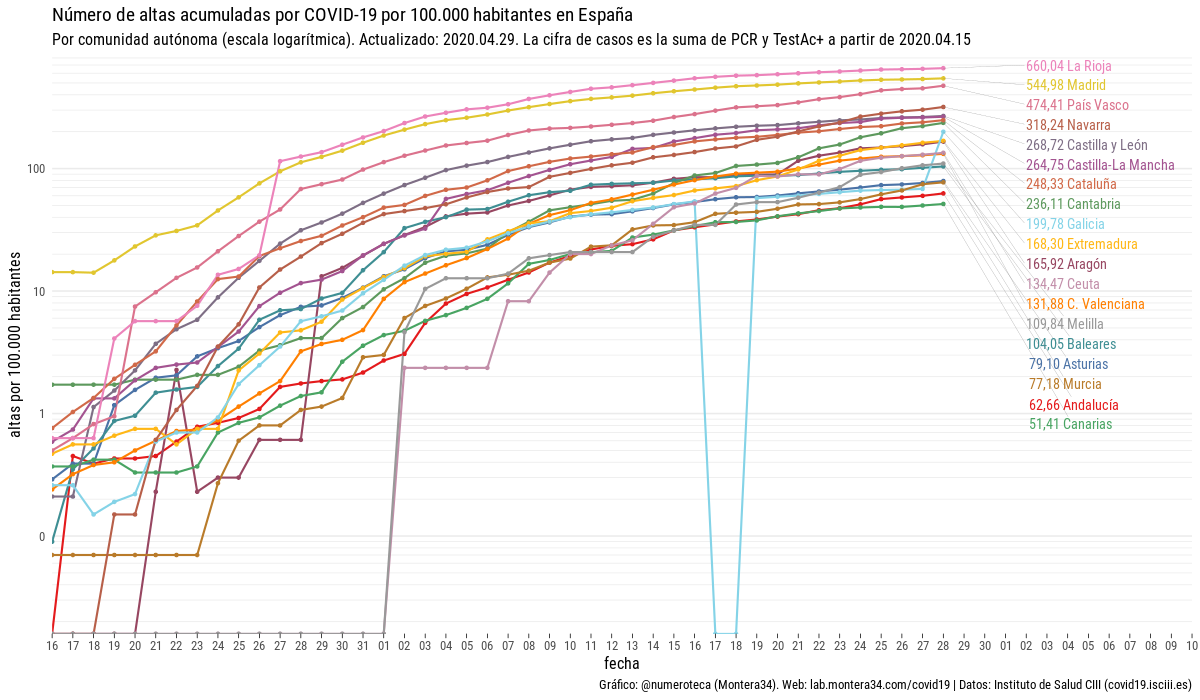 Número de altas acumuladas por COVID-19 por 100.000 habitantes en España
Por comunidad autónoma (escala logarítmica). Actualizado: 2020.04.29. La cifra de casos es la suma de PCR y TestAc+ a partir de 2020.04.15
660,04 La Rioja
544,98 Madrid
474,41 País Vasco
318,24 Navarra
268,72 Castilla y León
264,75 Castilla-La Mancha
248,33 Cataluña
236,11 Cantabria
199,78 Galicia
168,30 Extremadura
165,92 Aragón
134,47 Ceuta
131,88 C. Valenciana
109,84 Melilla
104,05 Baleares
79,10 Asturias
77,18 Murcia
62,66 Andalucía
51,41 Canarias
altas por 100.000 habitantes
100
10
1
0
16 17 18 19 20 21 22 23 24 25 26 27 28 29 30 31 01 02 03 04 05 06 07 08 09 10 11 12 13 14 15 16 17 18 19 20 21 22 23 24 25 26 27 28 29 30 01 02 03 04 05 06 07 08 09 10
fecha
Gráfico: @numeroteca (Montera34). Web: lab.montera34.com/covid19 | Datos: Instituto de Salud CIII (covid19.isciii.es)